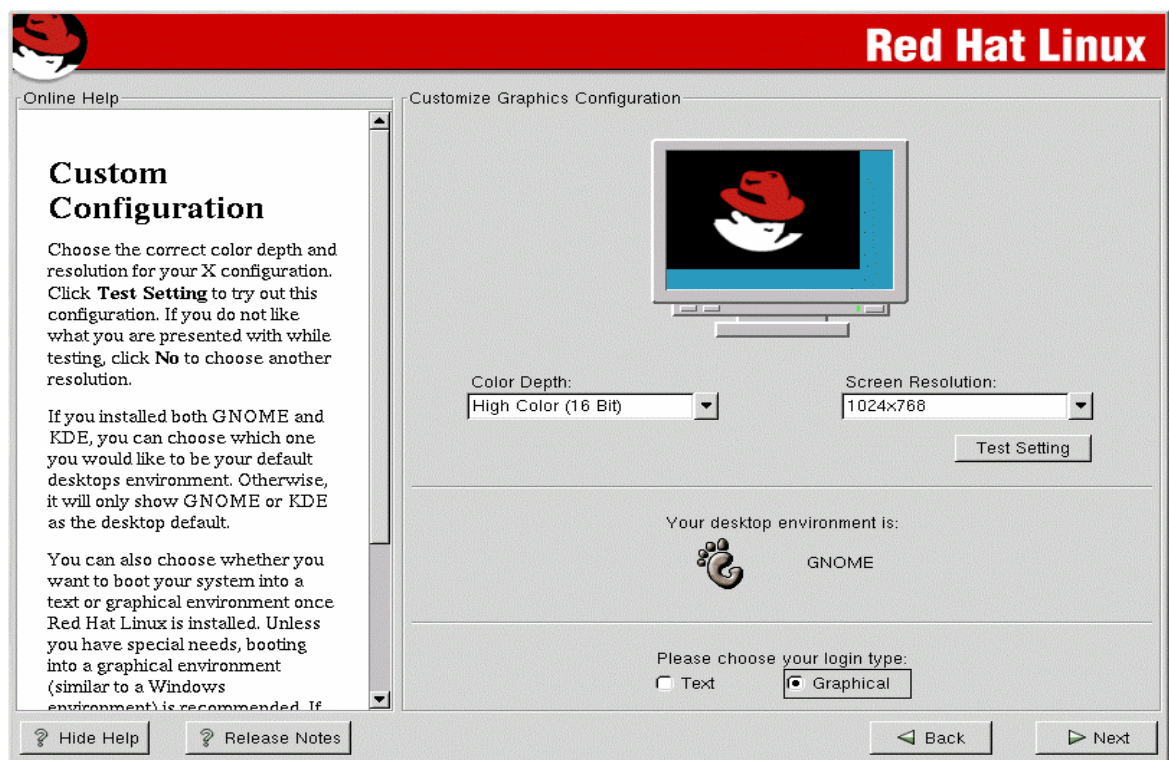 Red Hat Linux
Online Help
Custom
Configuration
Choose the correct color depth and
resolution for your X configuration.
Click Test Setting to try out this
configuration. If you do not like
what you are presented with while
testing, click No to choose another
resolution.
If you installed both GNOME and
KDE, you can choose which one
you would like to be your default
desktops environment. Otherwise,
it will only show GNOME or KDE
as the desktop default.
You can also choose whether you
want to boot your system into a
text or graphical environment once
Red Hat Linux is installed. Unless
you have special needs, booting
into a graphical environment
(similar to a Windows
environment) is recommended. If
Customize Graphics Configuration
Color Depth:
High Color (16 Bit)
Screen Resolution:
1024x768
Test Setting
Your desktop environment is:
GNOME
Please choose your login type:
Text
Graphical
Hide Help
Release Notes
Back
Next